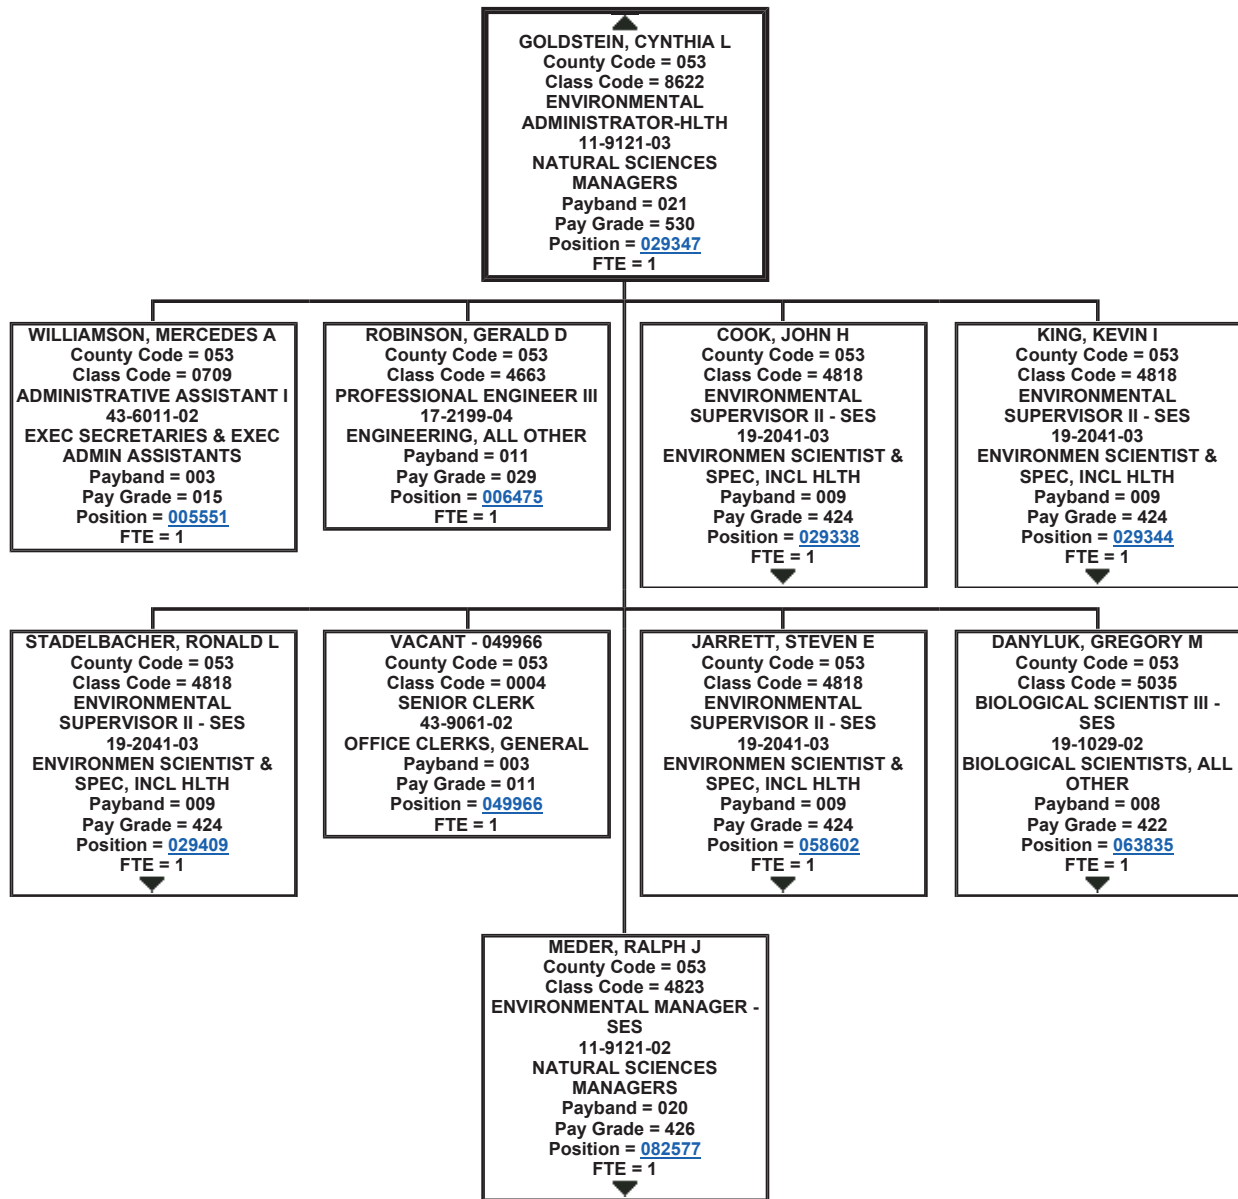 GOLDSTEIN, CYNTHIA L
County Code = 053
Class Code = 8622
ENVIRONMENTAL
ADMINISTRATOR-HLTH
11-9121-03
NATURAL SCIENCES
MANAGERS
Payband = 021
Pay Grade = 530
Position = 029347
FTE = 1
WILLIAMSON, MERCEDES A
County Code = 053
Class Code = 0709
ADMINISTRATIVE ASSISTANT I
43-6011-02
EXEC SECRETARIES & EXEC
ADMIN ASSISTANTS
Payband = 003
Pay Grade = 015
Position = 005551
FTE = 1
ROBINSON, GERALD D
County Code = 053
Class Code = 4663
PROFESSIONAL ENGINEER III
17-2199-04
ENGINEERING, ALL OTHER
Payband = 011
Pay Grade = 029
Position = 006475
FTE = 1
COOK, JOHN H
County Code = 053
Class Code = 4818
ENVIRONMENTAL
SUPERVISOR II - SES
19-2041-03
ENVIRONMEN SCIENTIST &
SPEC, INCL HLTH
Payband = 009
Pay Grade = 424
Position = 029338
FTE = 1
KING, KEVIN I
County Code = 053
Class Code = 4818
ENVIRONMENTAL
SUPERVISOR II - SES
19-2041-03
ENVIRONMEN SCIENTIST &
SPEC, INCL HLTH
Payband = 009
Pay Grade = 424
Position = 029344
FTE = 1
STADELBACHER, RONALD L
County Code = 053
Class Code = 4818
ENVIRONMENTAL
SUPERVISOR II - SES
19-2041-03
ENVIRONMEN SCIENTIST &
SPEC, INCL HLTH
Payband = 009
Pay Grade = 424
Position = 029409
FTE = 1
VACANT - 049966
County Code = 053
Class Code = 0004
SENIOR CLERK
43-9061-02
OFFICE CLERKS, GENERAL
Payband = 003
Pay Grade = 011
Position = 049966
FTE = 1
JARRETT, STEVEN E
County Code = 053
Class Code = 4818
ENVIRONMENTAL
SUPERVISOR II - SES
19-2041-03
ENVIRONMEN SCIENTIST &
SPEC, INCL HLTH
Payband = 009
Pay Grade = 424
Position = 058602
FTE = 1
DANYLUK, GREGORY M
County Code = 053
Class Code = 5035
BIOLOGICAL SCIENTIST III -
SES
19-1029-02
BIOLOGICAL SCIENTISTS, ALL
OTHER
Payband = 008
Pay Grade = 422
Position = 063835
FTE = 1
MEDER, RALPH J
County Code = 053
Class Code = 4823
ENVIRONMENTAL MANAGER -
SES
11-9121-02
NATURAL SCIENCES
MANAGERS
Payband = 020
Pay Grade = 426
Position = 082577
FTE = 1